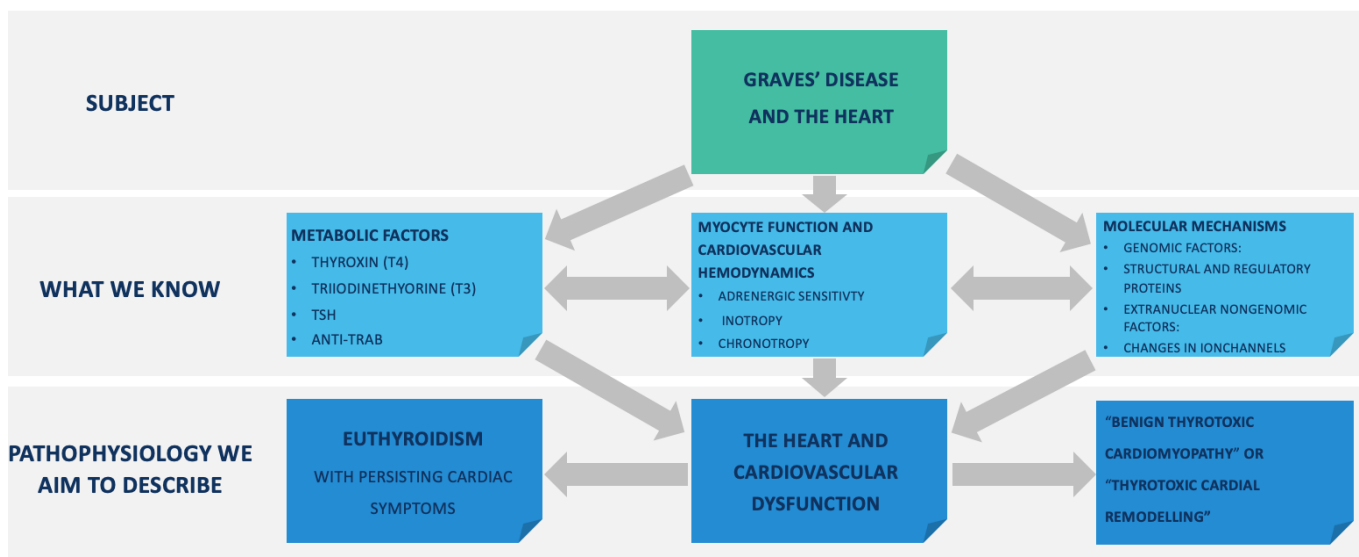 SUBJECT
GRAVES’ DISEASE
AND THE HEART
WHAT WE KNOW
METABOLIC FACTORS
• THYROXIN (T4)
• TRIIODINETHYORINE (T3)
• TSH
• ANTI-TRAB
MYOCYTE FUNCTION AND
CARDIOVASCULAR
HEMODYNAMICS
• ADRENERGIC SENSITIVTY
• INOTROPY
• CHRONOTROPY
MOLECULAR MECHANISMS
• GENOMIC FACTORS:
• STRUCTURAL AND REGULATORY
PROTEINS
• EXTRANUCLEAR NONGENOMIC
FACTORS:
• CHANGES IN IONCHANNELS
PATHOPHYSIOLOGY WE
AIM TO DESCRIBE
EUTHYROIDISM
WITH PERSISTING CARDIAC
SYMPTOMS
THE HEART AND
CARDIOVASCULAR
DYSFUNCTION
“BENIGN THYROTOXIC
CARDIOMYOPATHY” OR
“THYROTOXIC CARDIAL
REMODELLING”